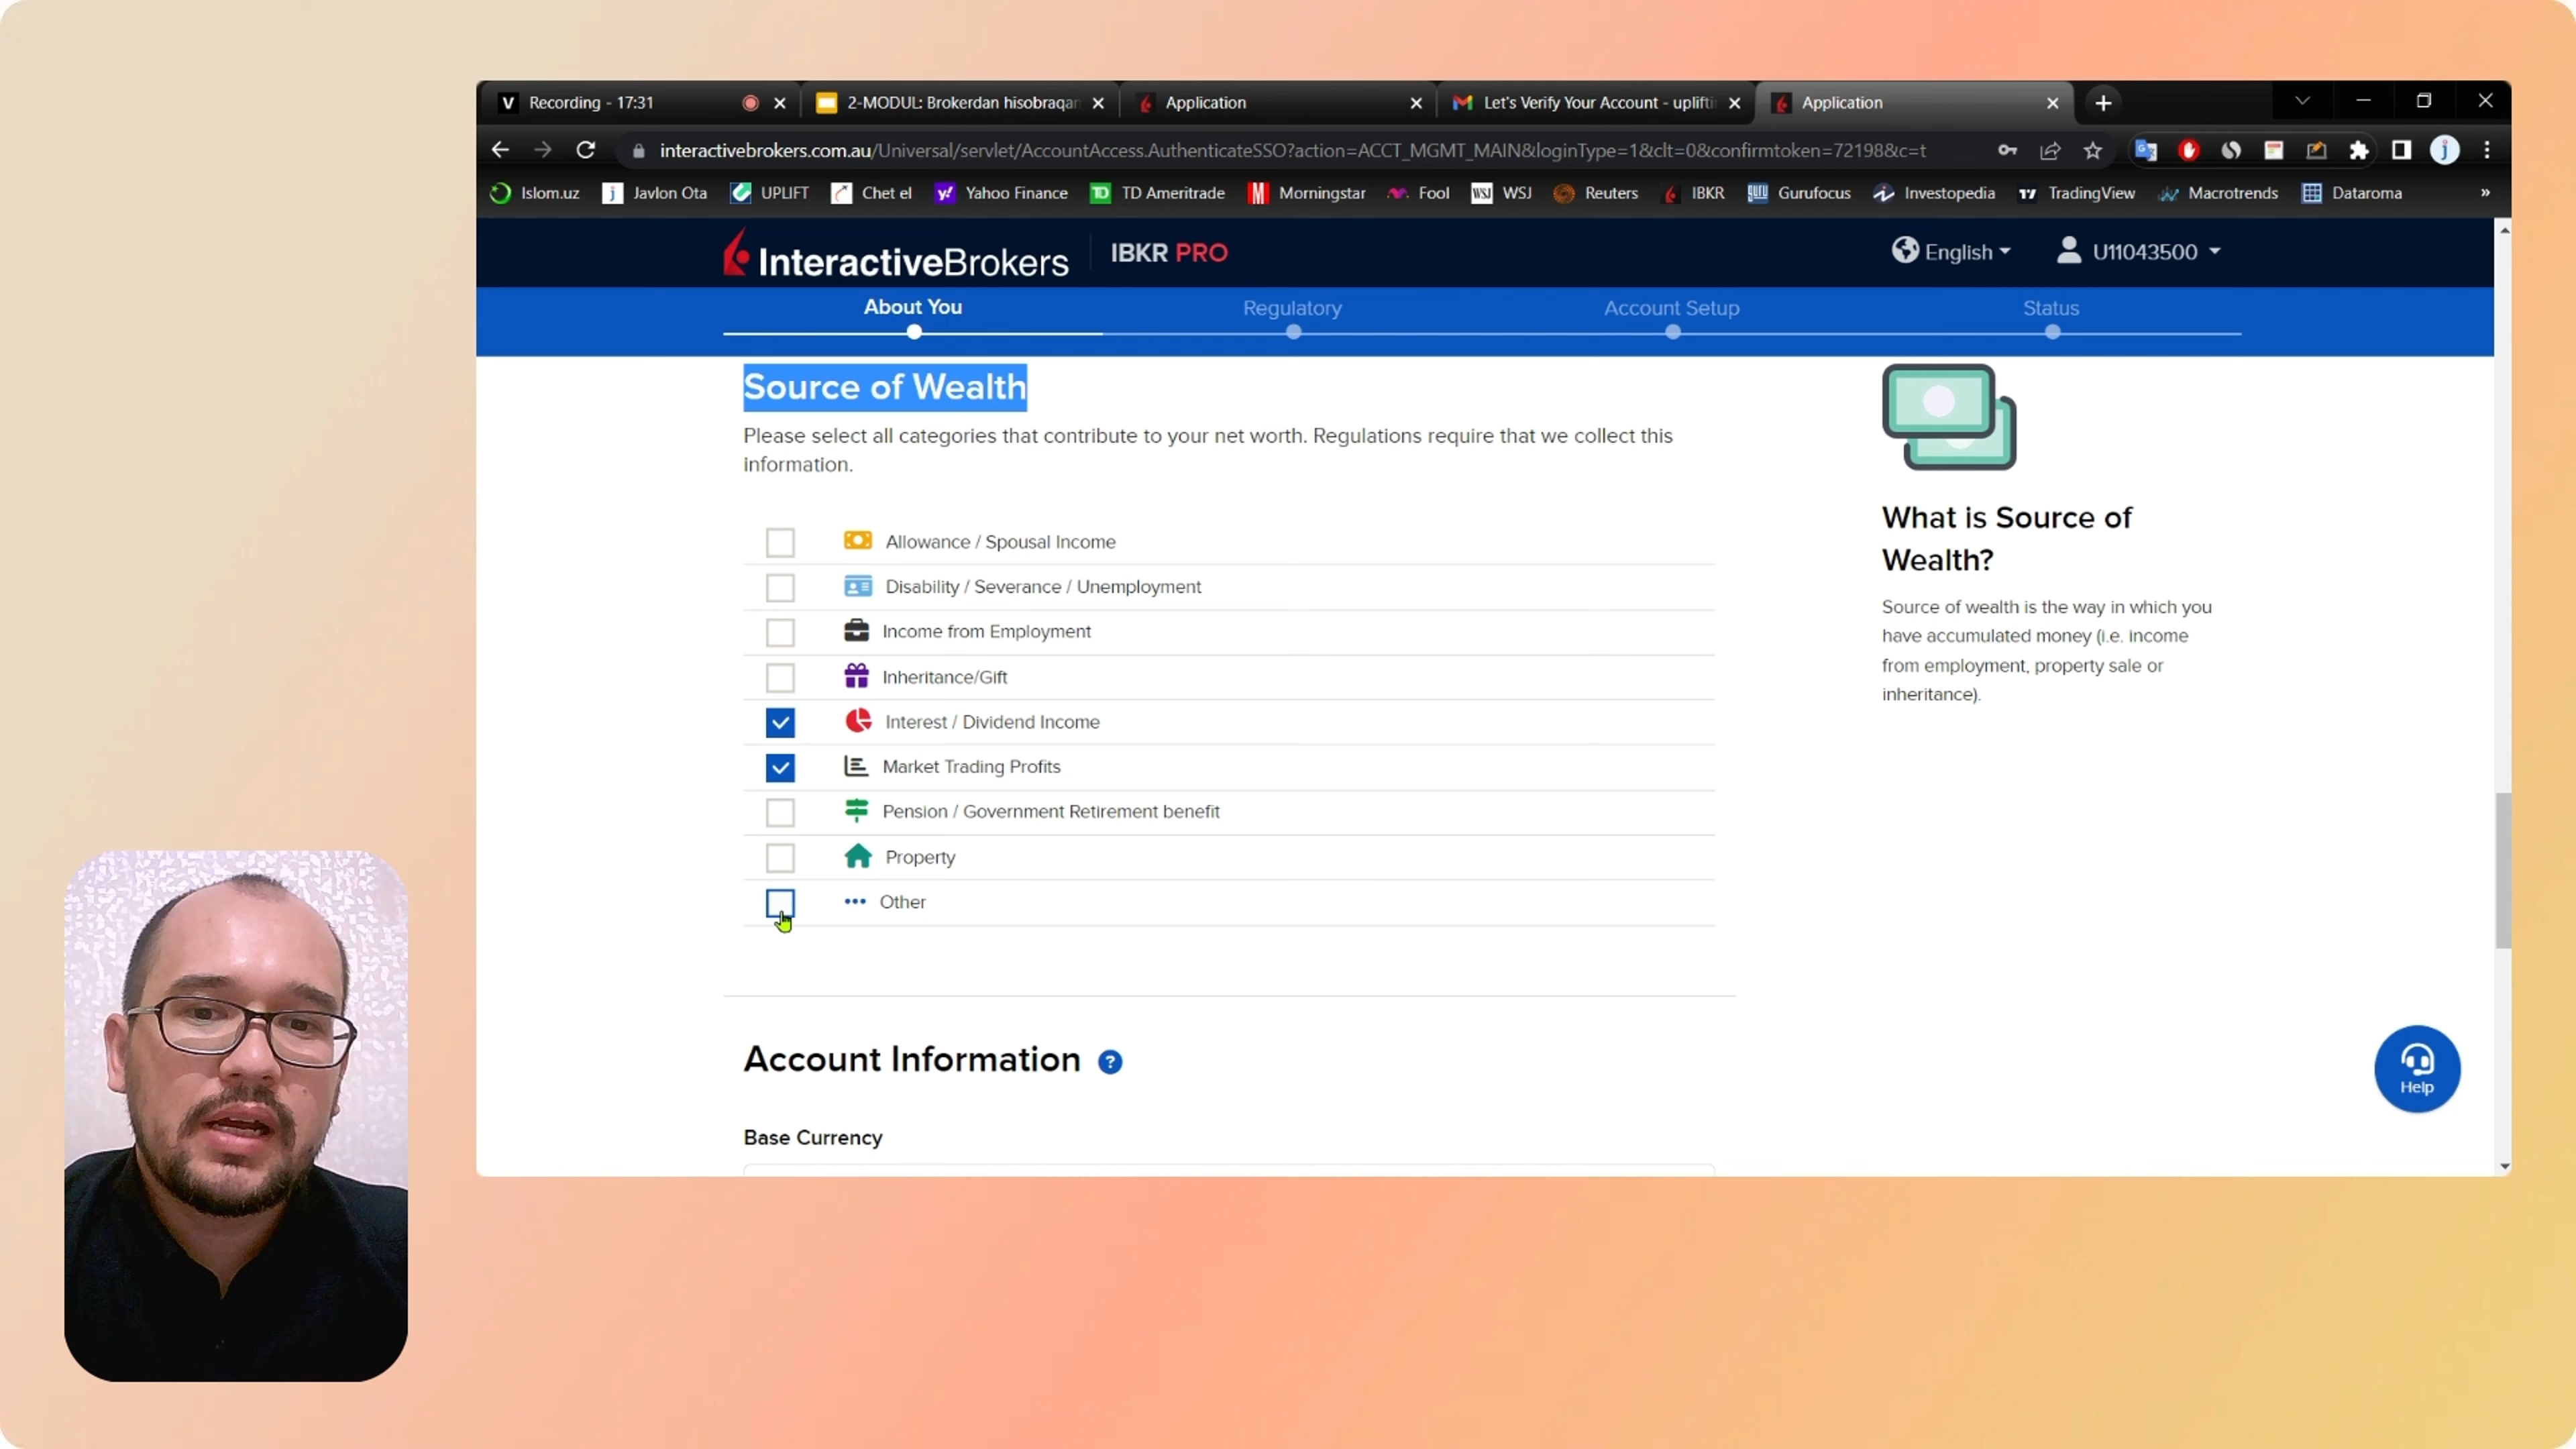 Recording - 17:31
2-MODUL: Brokerdan hisobraqan
Application
Let's Verify Your Account - uplifti
Application
interactivebrokers.com.au/Universal/servlet/AccountAccess.AuthenticateSSO?action=ACCT_MGMT_MAIN&loginType=1&clt=0&confirmtoken=72198&c=t
Islom.uz
Javlon Ota
UPLIFT
Chet el
Yahoo Finance
TD Ameritrade
Morningstar
Fool
WSJ
Reuters
IBKR
Gurufocus
Investopedia
TradingView
Macrotrends
Dataroma
»
InteractiveBrokers
IBKR PRO
English
U11043500
About You
Regulatory
Account Setup
Status
Source of Wealth
Please select all categories that contribute to your net worth. Regulations require that we collect this
information.
Allowance / Spousal Income
Disability / Severance / Unemployment
Income from Employment
Inheritance/Gift
Interest / Dividend Income
Market Trading Profits
Pension / Government Retirement benefit
Property
Other
What is Source of
Wealth?
Source of wealth is the way in which you
have accumulated money (i.e. income
from employment, property sale or
inheritance).
Account Information ?
Base Currency
Help